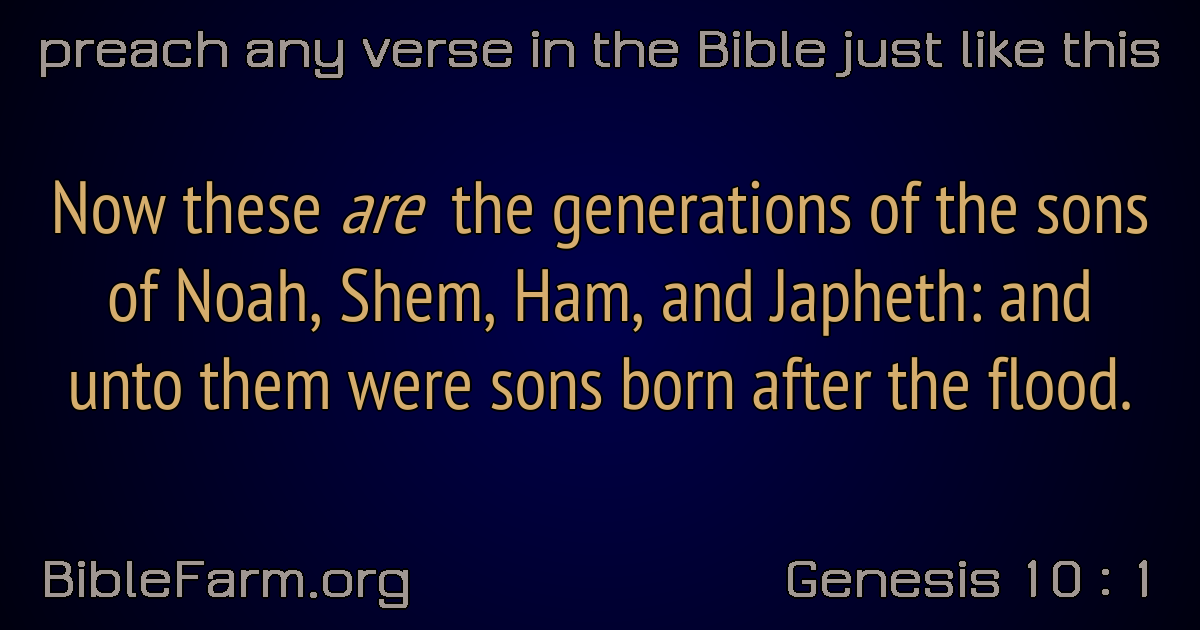 preach any verse in the Bible just like this
Now these are the generations of the sons
of Noah, Shem, Ham, and Japheth: and
unto them were sons born after the flood.
BibleFarm.org
Genesis 10 : 1